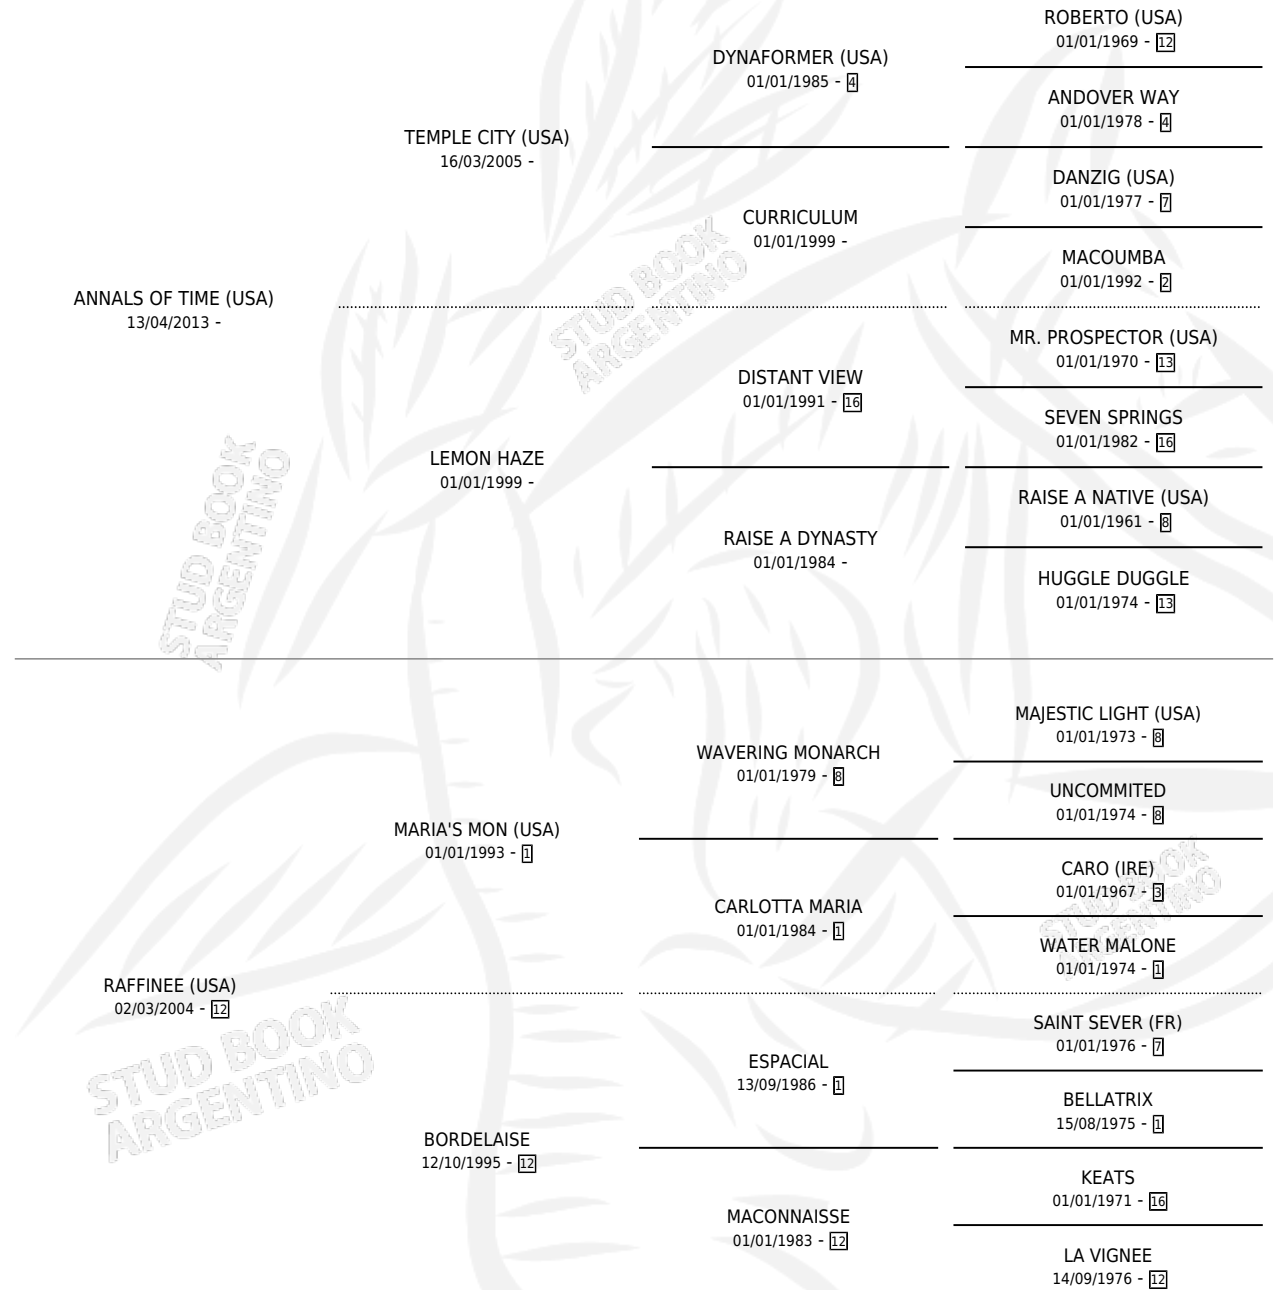 ROBERTO (USA)
01/01/1969 - 12
DYNAFORMER (USA)
01/01/1985 - 4
ANDOVER WAY
01/01/1978 - 4
TEMPLE CITY (USA)
16/03/2005 -
DANZIG (USA)
01/01/1977 - 7
CURRICULUM
01/01/1999 -
MACOUMBA
01/01/1992 - 2
STUD BOOK
ARGENTINO
ANNALS OF TIME (USA)
13/04/2013 -
MR. PROSPECTOR (USA)
01/01/1970 - 13
DISTANT VIEW
01/01/1991 - 16
SEVEN SPRINGS
01/01/1982 - 16
LEMON HAZE
01/01/1999 -
RAISE A NATIVE (USA)
01/01/1961 - 8
RAISE A DYNASTY
01/01/1984 -
HUGGLE DUGGLE
01/01/1974 - 13
STUD BOOK
ARGENTINO
MAJESTIC LIGHT (USA)
01/01/1973 - 8
WAVERING MONARCH
01/01/1979 - 8
UNCOMMITED
01/01/1974 - 8
MARIA'S MON (USA)
01/01/1993 - 1
CARO (IRE)
01/01/1967 - 3
CARLOTTA MARIA
01/01/1984 - 1
WATER MALONE
01/01/1974 - 1
STUD BOOK
ARGENTINO
RAFFINEE (USA)
02/03/2004 - 12
SAINT SEVER (FR)
01/01/1976 - 7
ESPACIAL
13/09/1986 - 1
BELLATRIX
15/08/1975 - 1
STUD BOOK
ARGENTINO
BORDELAISE
12/10/1995 - 12
KEATS
01/01/1971 - 16
MACONNAISSE
01/01/1983 - 12
LA VIGNEE
14/09/1976 - 12